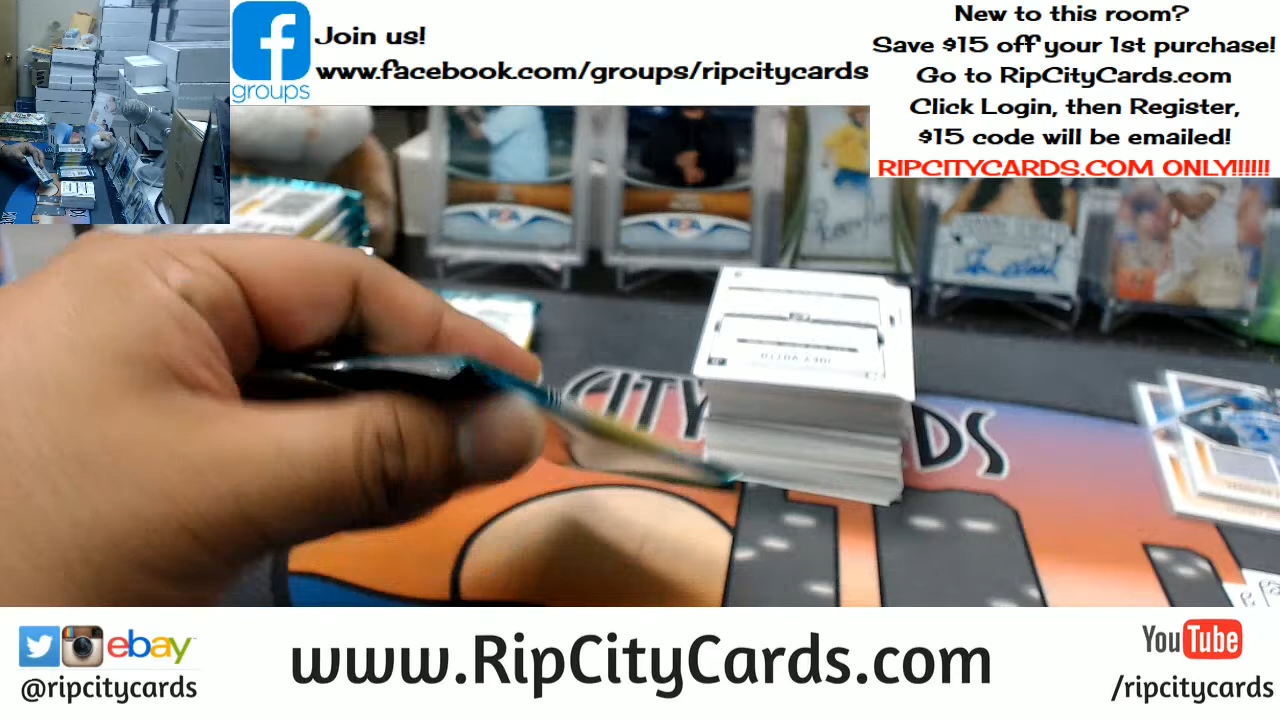 Join us!
www.facebook.com/groups/ripcitycards
groups
New to this room?
Save $15 off your 1st purchase!
Go to RipCityCards.com
Click Login, then Register,
$15 code will be emailed!
RIPCITYCARDS.COM ONLY!!!!!!
JOEY VOTTO
CITY
DS
ebay
@ripcitycards
www.RipCityCards.com
YouTube
/ripcitycards